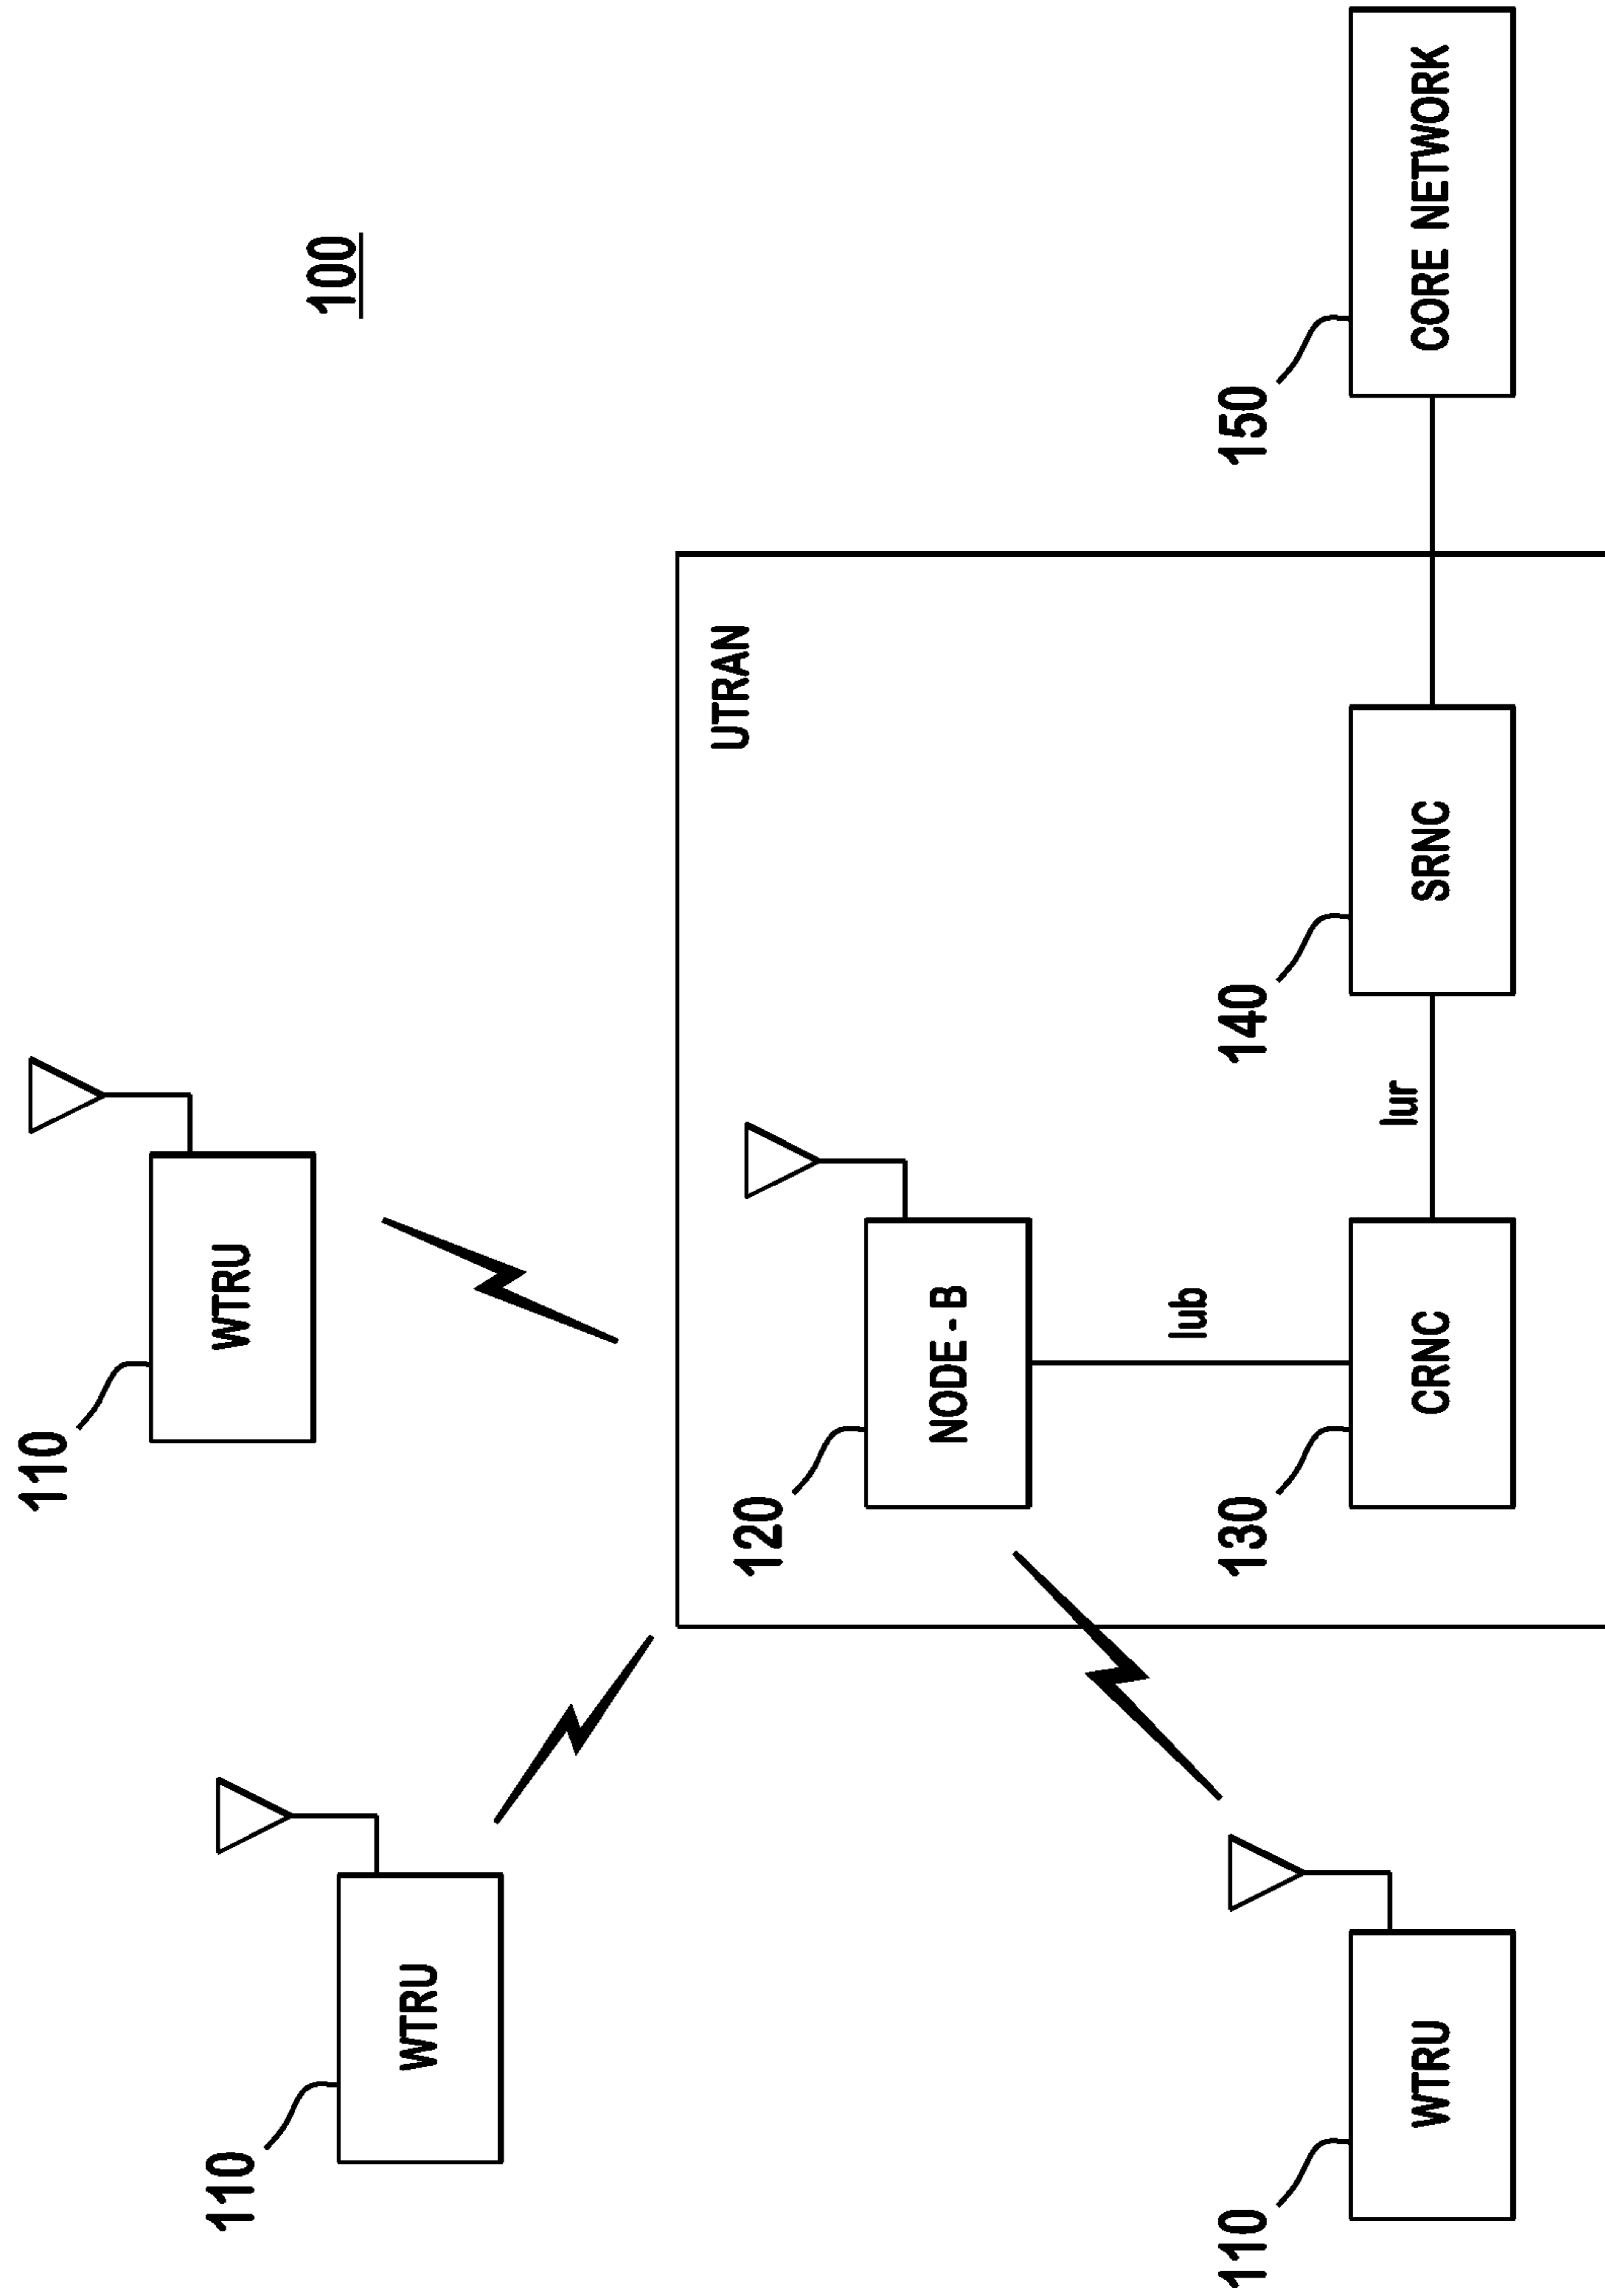 100
110
WTRU
110
WTRU
UTRAN
120
NODE - B
Iub
Iur
130
CRNC
140
SRNC
150
CORE NETWORK
110
WTRU